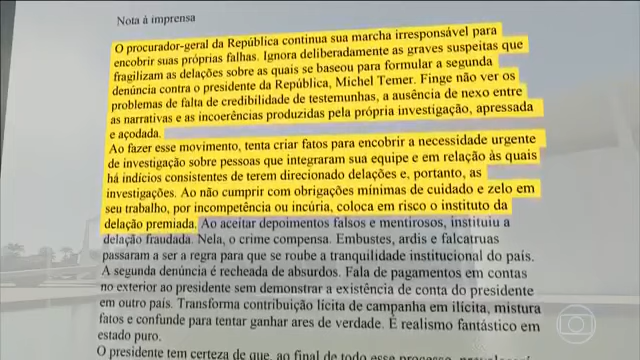 Nota à imprensa
O procurador-geral da República continua sua marcha irresponsável para
encobrir suas próprias falhas. Ignora deliberadamente as graves suspeitas que
fragilizam as delações sobre as quais se baseou para formular a segunda
denúncia contra o presidente da República, Michel Temer. Finge não ver os
problemas de falta de credibilidade de testemunhas, a ausência de nexo entre
as narrativas e as incoerências produzidas pela própria investigação, apressada
e açodada.
Ao fazer esse movimento, tenta criar fatos para encobrir a necessidade urgente
de investigação sobre pessoas que integraram sua equipe e em relação às quais
há indícios consistentes de terem direcionado delações e, portanto, as
investigações. Ao não cumprir com obrigações mínimas de cuidado e zelo em
seu trabalho, por incompetência ou incúria, coloca em risco o instituto da
delação premiada. Ao aceitar depoimentos falsos e mentirosos, instituiu a
delação fraudada. Nela, o crime compensa. Embustes, ardis e falcatruas
passaram a ser a regra para que se roube a tranquilidade institucional do país.
A segunda denúncia é recheada de absurdos. Fala de pagamentos em contas
no exterior ao presidente sem demonstrar a existência de conta do presidente
em outro país. Transforma contribuição lícita de campanha em ilícita, mistura
fatos e confunde para tentar ganhar ares de verdade. É realismo fantástico em
estado puro.
O presidente tem certeza de que, ao final de todo esse processo,